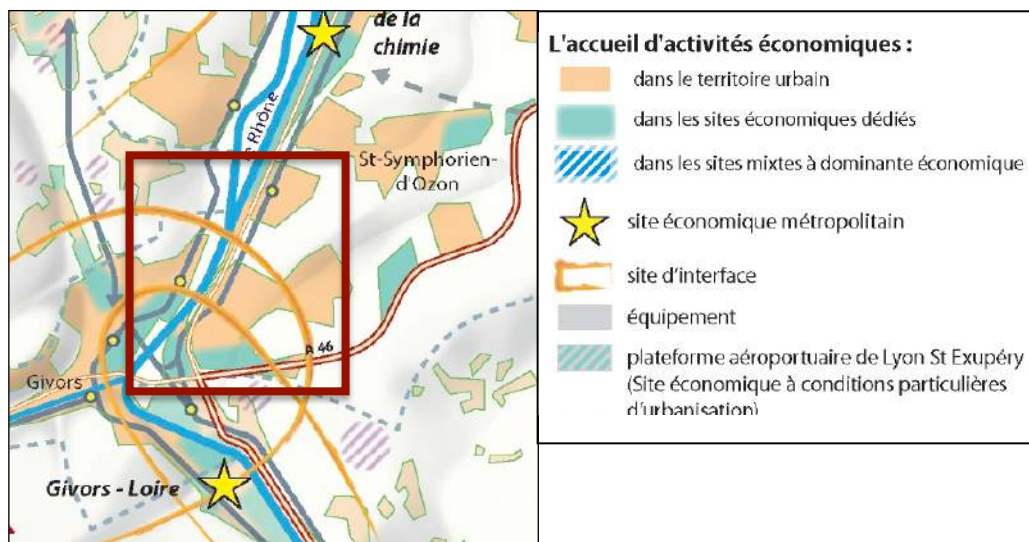 de la
chimie
le Rhône
St-Symphorien-
d'Ozon
A 46
Givors
Givors - Loire
L'accueil d'activités économiques :
dans le territoire urbain
dans les sites économiques dédiés
dans les sites mixtes à dominante économique
site économique métropolitain
site d'interface
équipement
plateforme aéroportuaire de Lyon St Exupéry
(Site économique à conditions particulières
d'urbanisation)